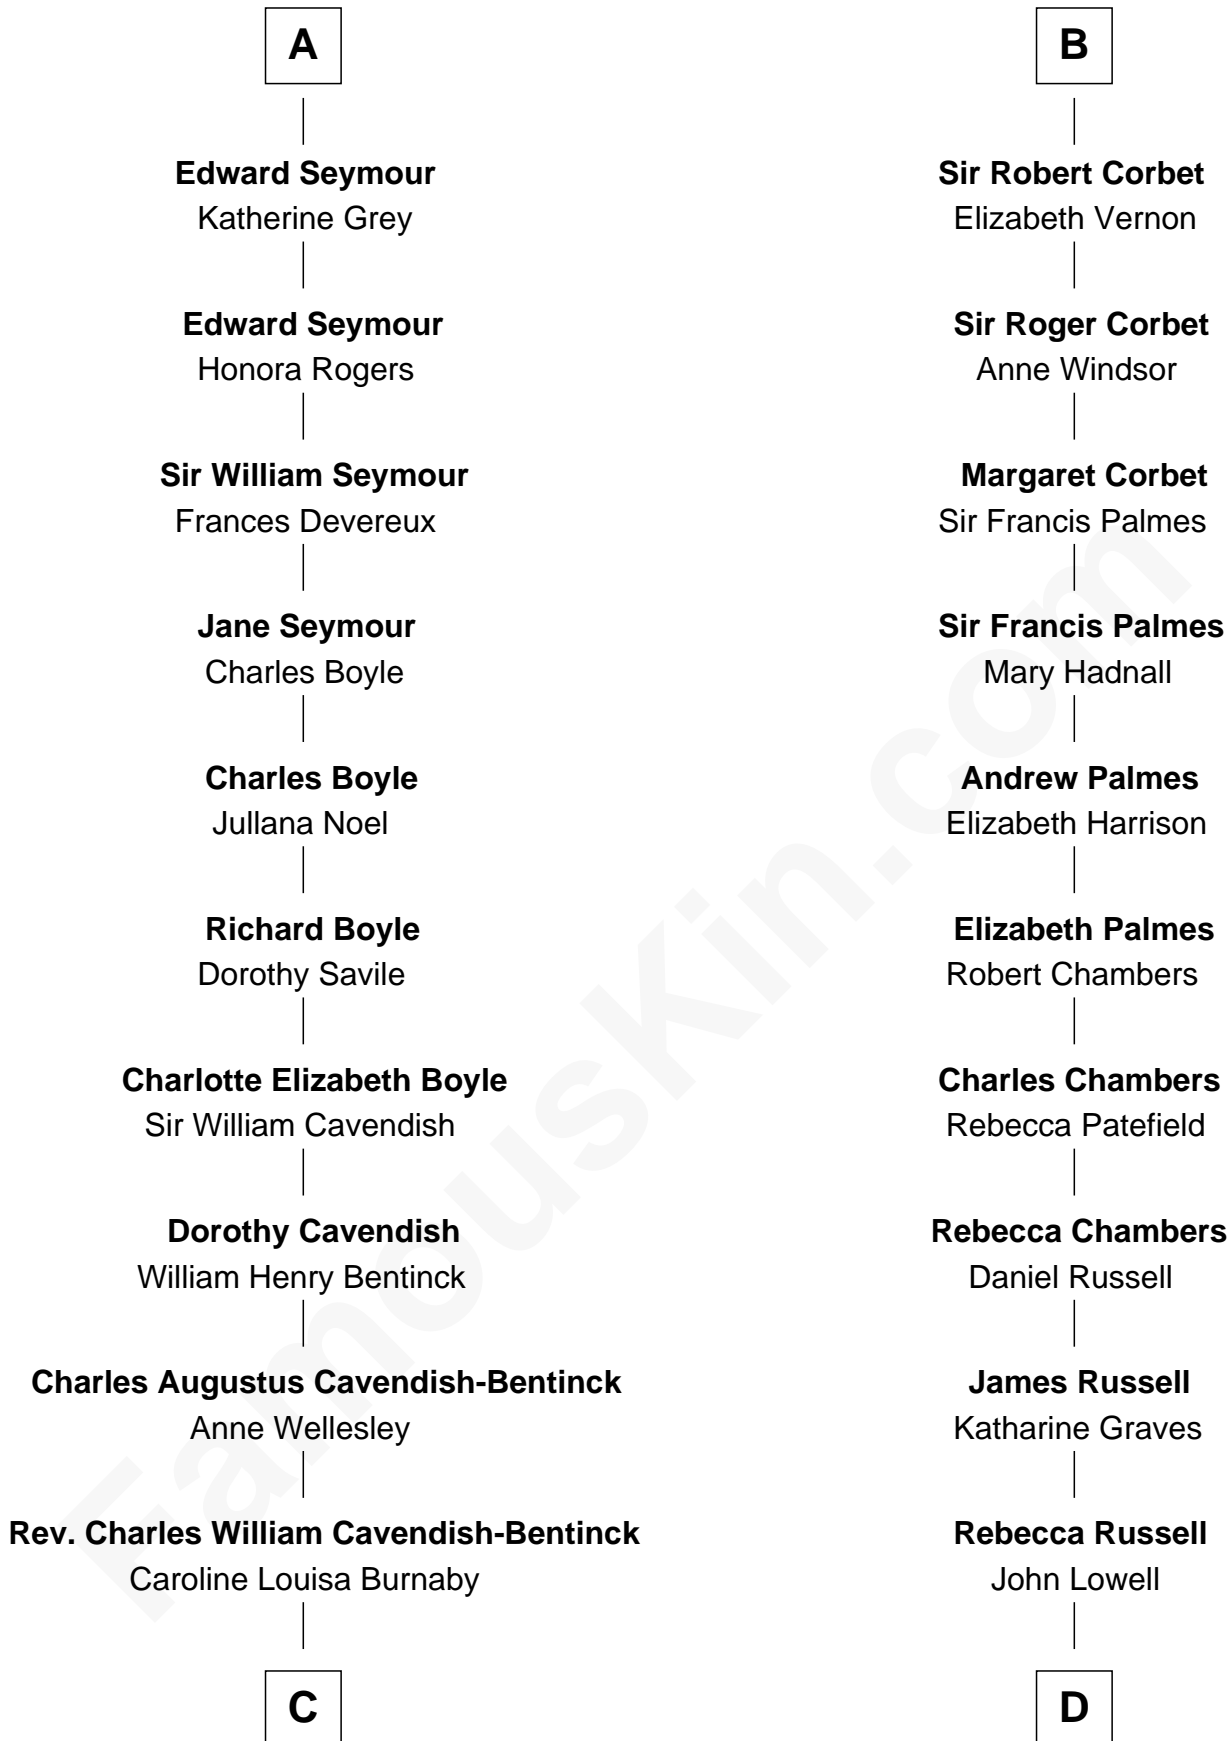 A
Edward Seymour
Katherine Grey
Edward Seymour
Honora Rogers
Sir William Seymour
Frances Devereux
Jane Seymour
Charles Boyle
Charles Boyle
Jullana Noel
Richard Boyle
Dorothy Savile
Charlotte Elizabeth Boyle
Sir William Cavendish
Dorothy Cavendish
William Henry Bentinck
Charles Augustus Cavendish-Bentinck
Anne Wellesley
Rev. Charles William Cavendish-Bentinck
Caroline Louisa Burnaby
C
B
Sir Robert Corbet
Elizabeth Vernon
Sir Roger Corbet
Anne Windsor
Margaret Corbet
Sir Francis Palmes
Sir Francis Palmes
Mary Hadnall
Andrew Palmes
Elizabeth Harrison
Elizabeth Palmes
Robert Chambers
Charles Chambers
Rebecca Patefield
Rebecca Chambers
Daniel Russell
James Russell
Katharine Graves
Rebecca Russell
John Lowell
D
FamousKin.com